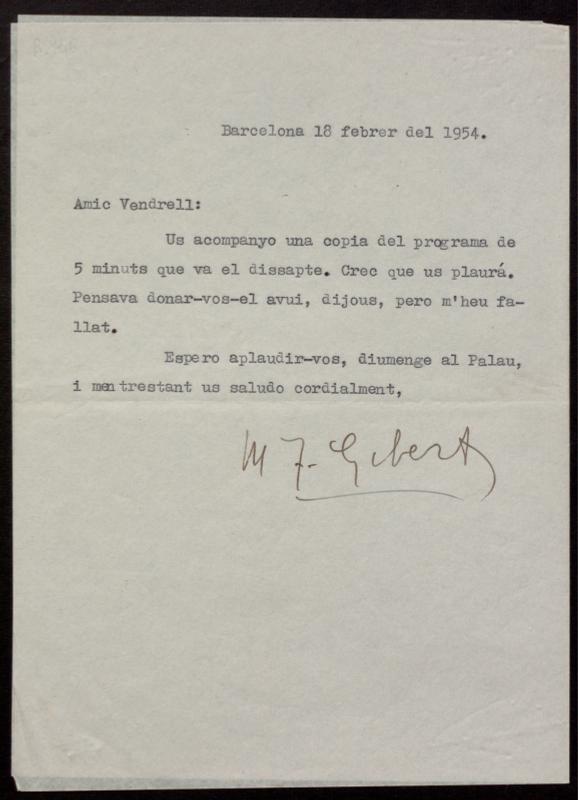 Barcelona 18 febrer del 1954.
Amic Vendrell:
Us acompanyo una copia del programa de
5 minuts que va el dissapte. Crec que us plaurá.
Pensava donar-vos-el avui, dijous, pero m'heu fa-
llat.
Espero aplaudir-vos, diumenge al Palau,
i mentrestant us saludo cordialment,
M F. Gibert